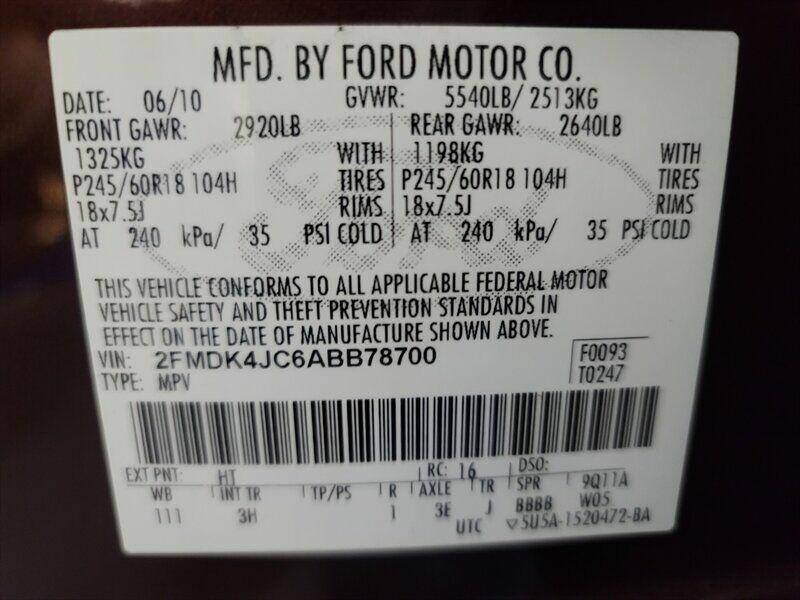 MFD. BY FORD MOTOR CO.
DATE: 06/10 GVWR: 5540LB/ 2513KG
FRONT GAWR: 2920LB REAR GAWR: 2640LB
1325KG WITH 1198KG WITH
P245/60R18 104H TIRES P245/60R18 104H TIRES
18x7.5J RIMS 18x7.5J RIMS
AT 240 kPa/ 35 PSI COLD AT 240 kPa/ 35 PSI COLD
THIS VEHICLE CONFORMS TO ALL APPLICABLE FEDERAL MOTOR
VEHICLE SAFETY AND THEFT PREVENTION STANDARDS IN
EFFECT ON THE DATE OF MANUFACTURE SHOWN ABOVE.
VIN: 2FMDK4JC6ABB78700 F0093
TYPE: MPV T0247
EXT PNT: HT RC: 16 DSO:
WB INT TR TP/PS R AXLE TR SPR 9Q11A
111 3H 1 3E J BBBB W05
UTC ▽5U5A-1520472-BA